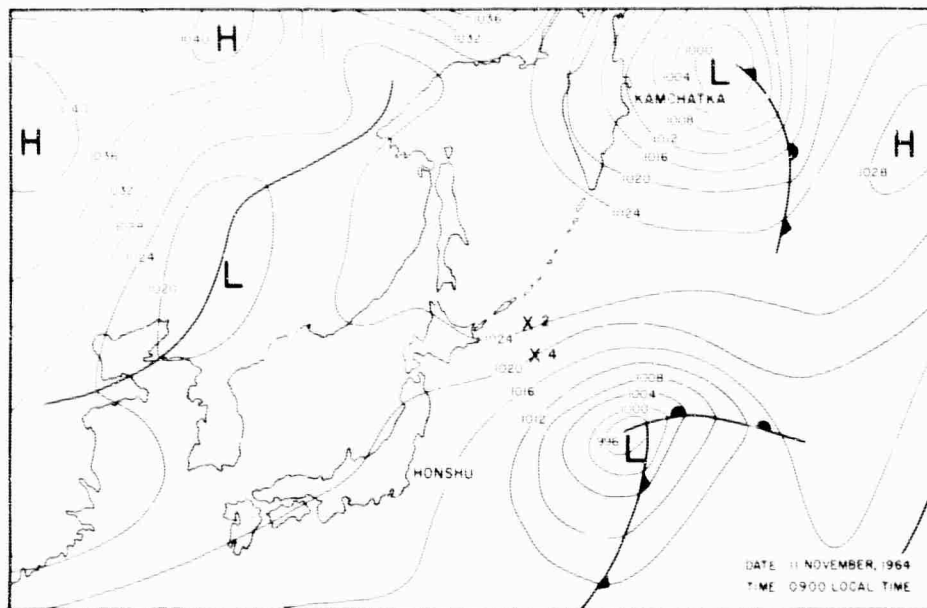 1036
H
1040
1032
1000
L
1004
KAMCHATKA
1008
H
1012
H
1036
1016
1028
1020
1032
1024
1024
L
1020
X 2
1024
X 4
1020
1016
1008
1004
1012
1000
996
L
HONSHU
DATE 11 NOVEMBER, 1964
TIME 0900 LOCAL TIME